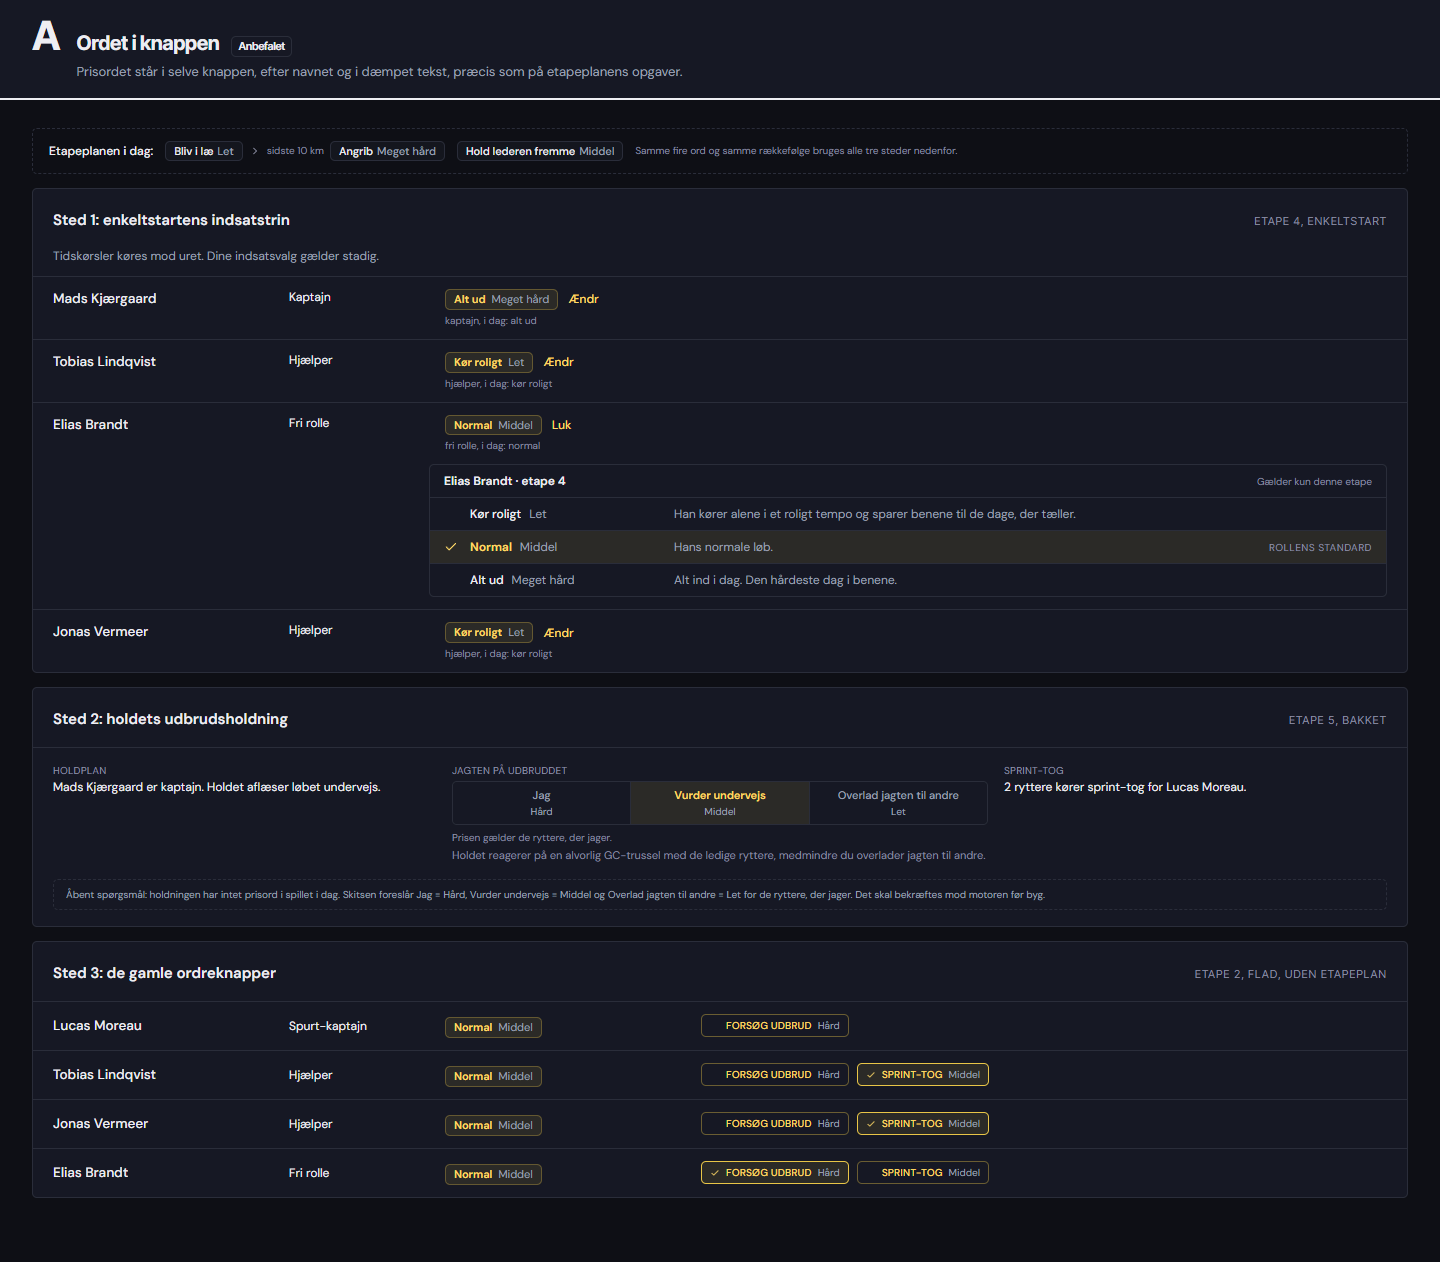 A
Ordet i knappen Anbefalet
Prisordet står i selve knappen, efter navnet og i dæmpet tekst, præcis som på etapeplanens opgaver.
Etapeplanen i dag: Bliv i læ Let > sidste 10 km Angrib Meget hård Hold lederen fremme Middel Samme fire ord og samme rækkefølge bruges alle tre steder nedenfor.
Sted 1: enkeltstartens indsatstrin ETAPE 4, ENKELTSTART
Tidskørsler køres mod uret. Dine indsatsvalg gælder stadig.
Mads Kjærgaard Kaptajn Alt ud Meget hård Ændr
kaptajn, i dag: alt ud
Tobias Lindqvist Hjælper Kør roligt Let Ændr
hjælper, i dag: kør roligt
Elias Brandt Fri rolle Normal Middel Luk
fri rolle, i dag: normal
Elias Brandt · etape 4 Gælder kun denne etape
Kør roligt Let Han kører alene i et roligt tempo og sparer benene til de dage, der tæller.
✓ Normal Middel Hans normale løb. ROLLENS STANDARD
Alt ud Meget hård Alt ind i dag. Den hårdeste dag i benene.
Jonas Vermeer Hjælper Kør roligt Let Ændr
hjælper, i dag: kør roligt
Sted 2: holdets udbrudsholdning ETAPE 5, BAKKET
HOLDPLAN
Mads Kjærgaard er kaptajn. Holdet aflæser løbet undervejs.
JAGTEN PÅ UDBRUDDET
Jag Vurder undervejs Overlad jagten til andre
Hård Middel Let
Prisen gælder de ryttere, der jager.
Holdet reagerer på en alvorlig GC-trussel med de ledige ryttere, medmindre du overlader jagten til andre.
SPRINT-TOG
2 ryttere kører sprint-tog for Lucas Moreau.
Åbent spørgsmål: holdningen har intet prisord i spillet i dag. Skitsen foreslår Jag = Hård, Vurder undervejs = Middel og Overlad jagten til andre = Let for de ryttere, der jager. Det skal bekræftes mod motoren før byg.
Sted 3: de gamle ordreknapper ETAPE 2, FLAD, UDEN ETAPEPLAN
Lucas Moreau Spurt-kaptajn Normal Middel FORSØG UDBRUD Hård
Tobias Lindqvist Hjælper Normal Middel FORSØG UDBRUD Hård ✓ SPRINT-TOG Middel
Jonas Vermeer Hjælper Normal Middel FORSØG UDBRUD Hård ✓ SPRINT-TOG Middel
Elias Brandt Fri rolle Normal Middel ✓ FORSØG UDBRUD Hård SPRINT-TOG Middel